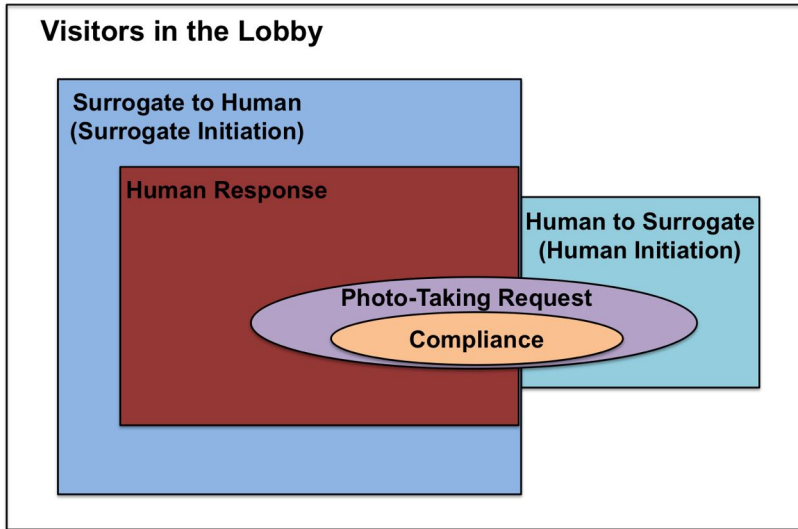 Visitors in the Lobby
Surrogate to Human
(Surrogate Initiation)
Human Response
Human to Surrogate
(Human Initiation)
Photo-Taking Request
Compliance